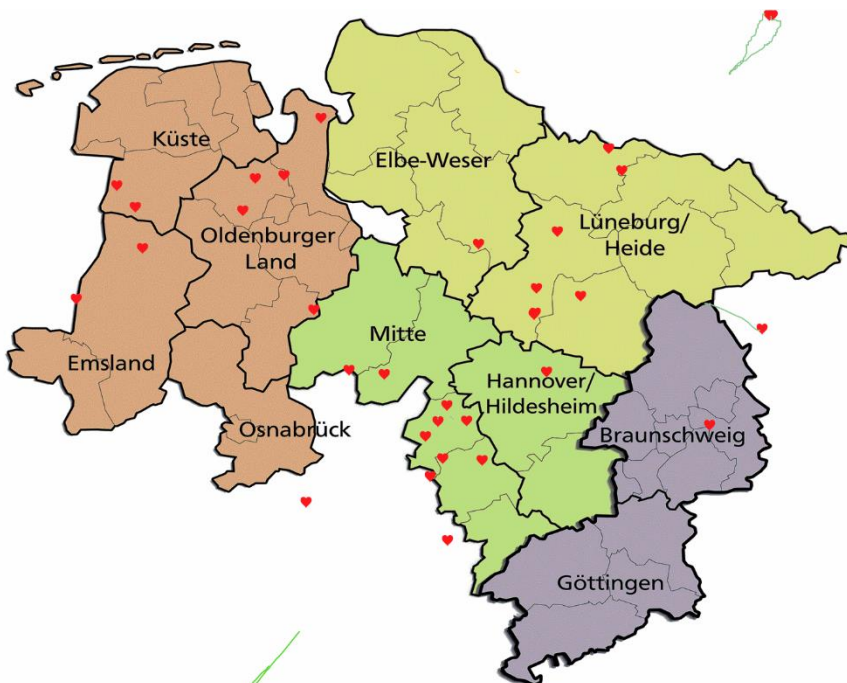 Küste
Elbe-Weser
Oldenburger
Land
Lüneburg/
Heide
Mitte
Emsland
Hannover/
Hildesheim
Osnabrück
Braunschweig
Göttingen